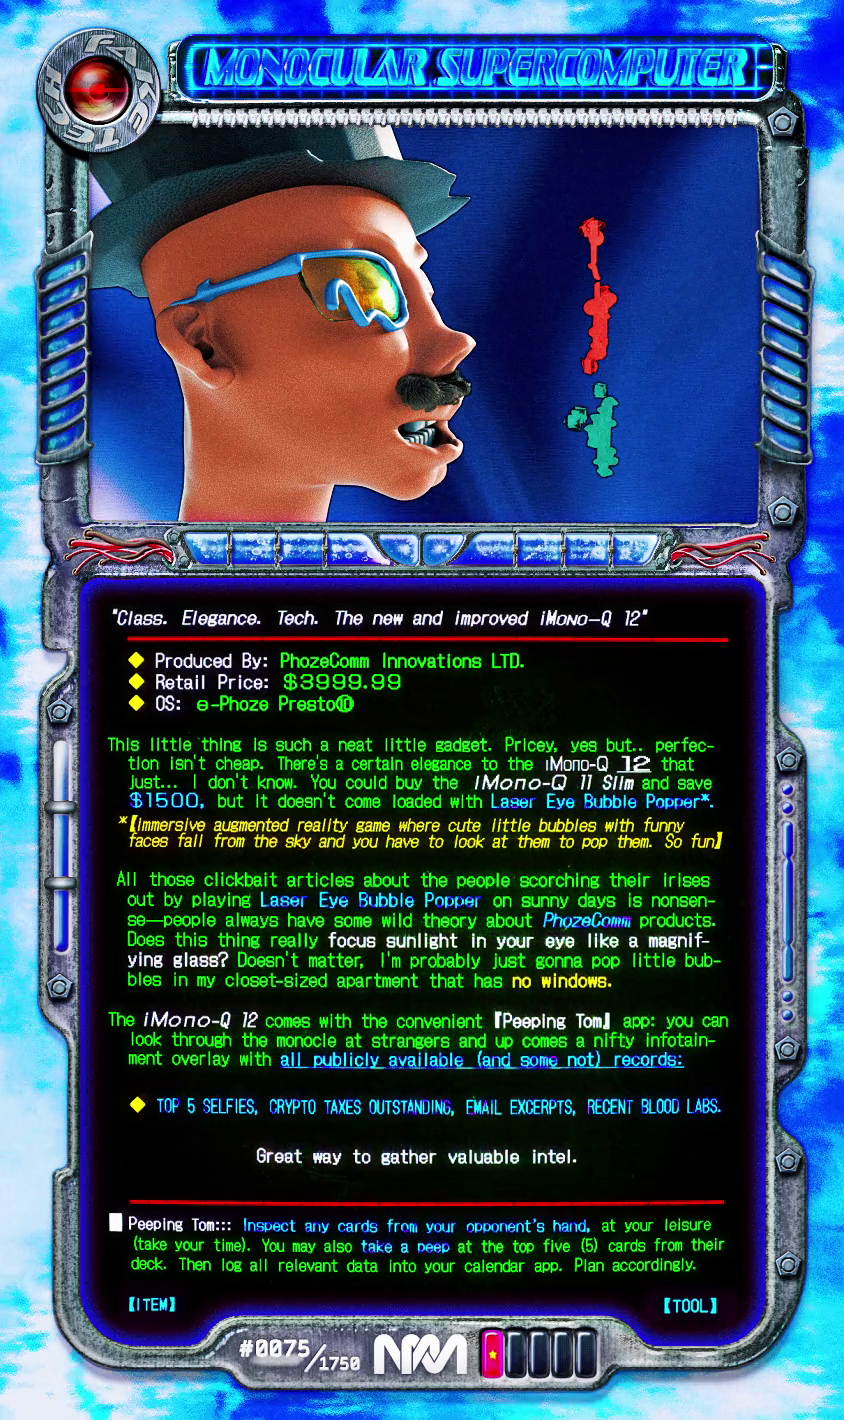 FAKE TECH
MONOCULAR SUPERCOMPUTER
"Class. Elegance. Tech. The new and improved iMono-Q 12"
◆ Produced By: PhozeComm Innovations LTD.
◆ Retail Price: $3999.99
◆ OS: e-Phoze Presto⑩
This little thing is such a neat little gadget. Pricey, yes but.. perfec-
tion isn't cheap. There's a certain elegance to the iMono-Q 12 that
just... I don't know. You could buy the iMono-Q 11 Slim and save
$1500, but it doesn't come loaded with Laser Eye Bubble Popper*.
*【Immersive augmented reality game where cute little bubbles with funny
faces fall from the sky and you have to look at them to pop them. So fun】
All those clickbait articles about the people scorching their irises
out by playing Laser Eye Bubble Popper on sunny days is nonsen-
se—people always have some wild theory about PhozeComm products.
Does this thing really focus sunlight in your eye like a magnif-
ying glass? Doesn't matter, I'm probably just gonna pop little bub-
bles in my closet-sized apartment that has no windows.
The iMono-Q 12 comes with the convenient 『Peeping Tom』 app: you can
look through the monocle at strangers and up comes a nifty infotain-
ment overlay with all publicly available (and some not) records:
◆ TOP 5 SELFIES, CRYPTO TAXES OUTSTANDING, EMAIL EXCERPTS, RECENT BLOOD LABS.
Great way to gather valuable intel.
Peeping Tom::: Inspect any cards from your opponent's hand, at your leisure
(take your time). You may also take a peep at the top five (5) cards from their
deck. Then log all relevant data into your calendar app. Plan accordingly.
【ITEM】 【TOOL】
#0075/1750 NPM